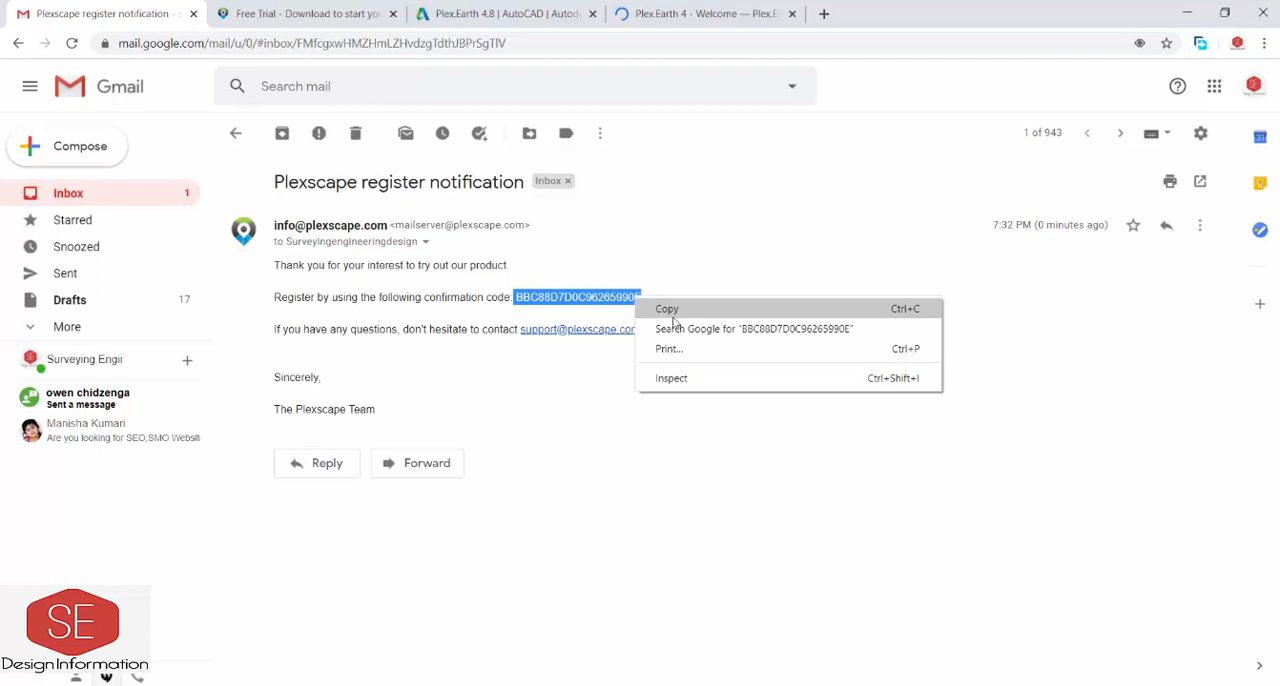 Plexscape register notification - s
Free Trial - Download to start you
Plex.Earth 4.8 | AutoCAD | Autod
Plex.Earth 4 - Welcome — Plex.E
mail.google.com/mail/u/0/#inbox/FMfcgxwHMZHmLZHvdzgTdthJBPrSgTlV
Gmail
Search mail
Compose
1 of 943
Inbox 1
Starred
Snoozed
Sent
Drafts 17
More
Surveying Engir
owen chidzenga
Sent a message
Manisha Kumari
Are you looking for SEO,SMO Websit
Plexscape register notification Inbox
info@plexscape.com <mailserver@plexscape.com>
7:32 PM (0 minutes ago)
to Surveyingengineeringdesign
Thank you for your interest to try out our product.
Register by using the following confirmation code: BBC88D7D0C96265990E
If you have any questions, don't hesitate to contact support@plexscape.com
Sincerely,
The Plexscape Team
Reply
Forward
Copy Ctrl+C
Search Google for "BBC88D7D0C96265990E"
Print... Ctrl+P
Inspect Ctrl+Shift+I
SE
Design Information